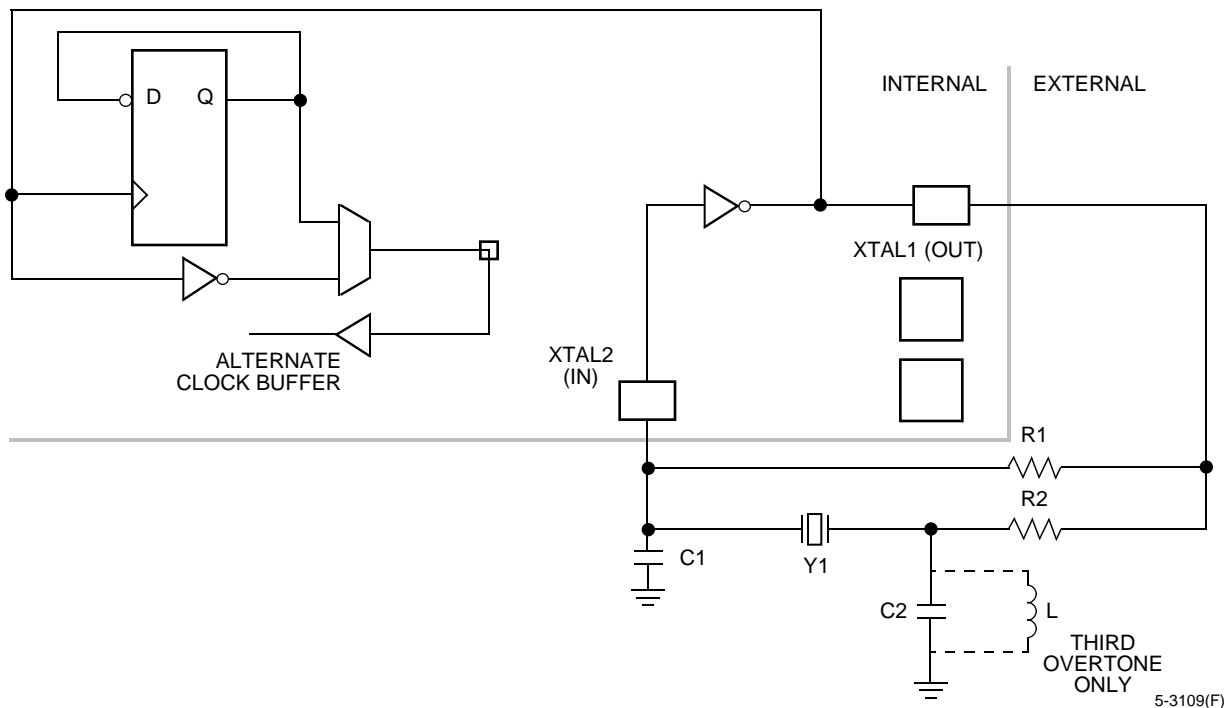 INTERNAL
EXTERNAL
D
Q
XTAL1 (OUT)
ALTERNATE
CLOCK BUFFER
XTAL2
(IN)
R1
R2
C1
Y1
C2
L
THIRD
OVERTONE
ONLY
5-3109(F)